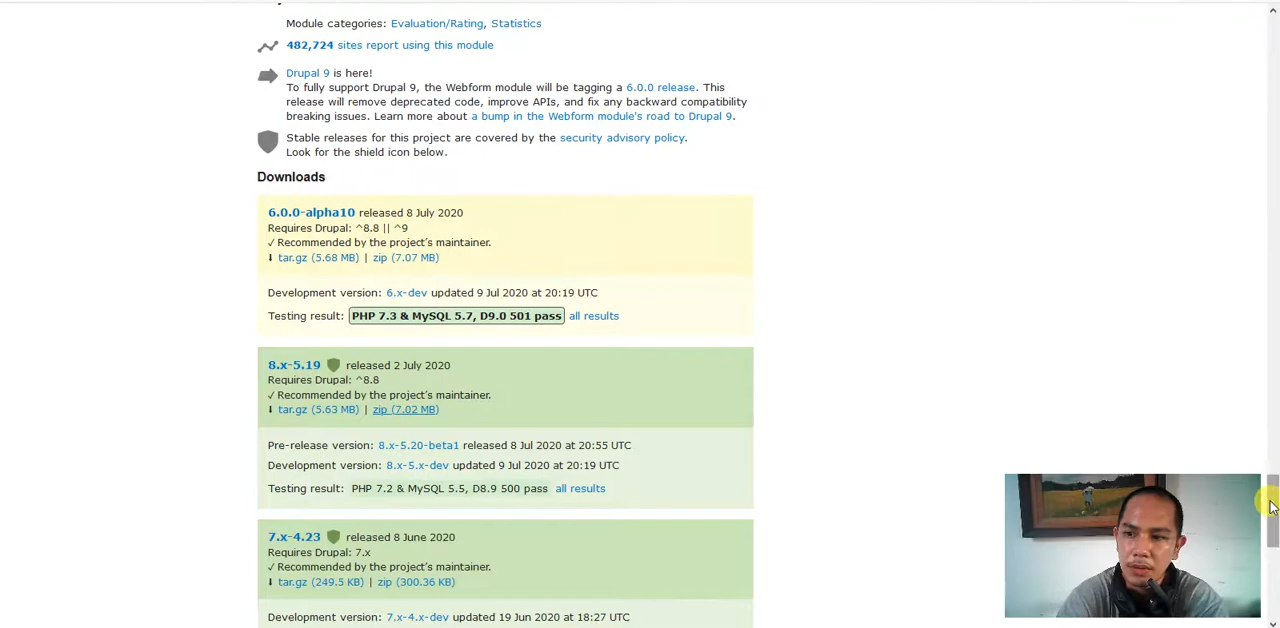 Module categories: Evaluation/Rating, Statistics
482,724 sites report using this module
Drupal 9 is here!
To fully support Drupal 9, the Webform module will be tagging a 6.0.0 release. This
release will remove deprecated code, improve APIs, and fix any backward compatibility
breaking issues. Learn more about a bump in the Webform module's road to Drupal 9.
Stable releases for this project are covered by the security advisory policy.
Look for the shield icon below.
Downloads
6.0.0-alpha10 released 8 July 2020
Requires Drupal: ^8.8 || ^9
✓ Recommended by the project's maintainer.
⬇ tar.gz (5.68 MB) | zip (7.07 MB)
Development version: 6.x-dev updated 9 Jul 2020 at 20:19 UTC
Testing result: PHP 7.3 & MySQL 5.7, D9.0 501 pass all results
8.x-5.19 released 2 July 2020
Requires Drupal: ^8.8
✓ Recommended by the project's maintainer.
⬇ tar.gz (5.63 MB) | zip (7.02 MB)
Pre-release version: 8.x-5.20-beta1 released 8 Jul 2020 at 20:55 UTC
Development version: 8.x-5.x-dev updated 9 Jul 2020 at 20:19 UTC
Testing result: PHP 7.2 & MySQL 5.5, D8.9 500 pass all results
7.x-4.23 released 8 June 2020
Requires Drupal: 7.x
✓ Recommended by the project's maintainer.
⬇ tar.gz (249.5 KB) | zip (300.36 KB)
Development version: 7.x-4.x-dev updated 19 Jun 2020 at 18:27 UTC